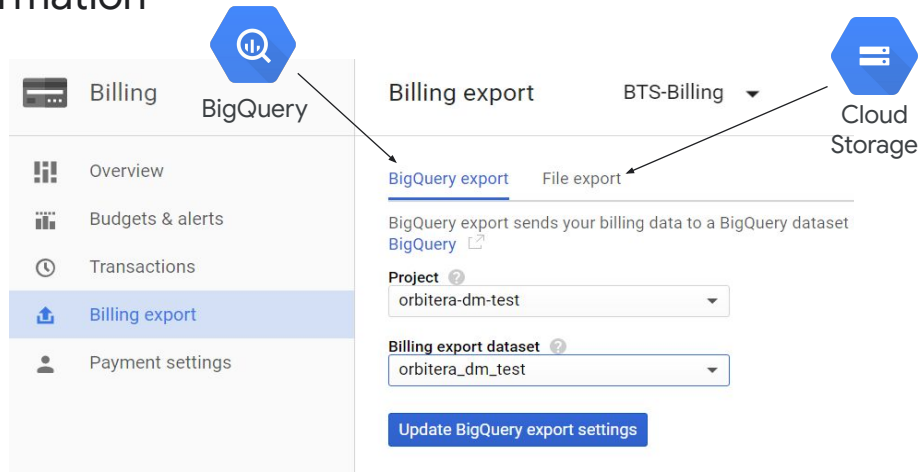 BigQuery
Cloud
Storage
Billing
Overview
Budgets & alerts
Transactions
Billing export
Payment settings
Billing export
BTS-Billing
BigQuery export
File export
BigQuery export sends your billing data to a BigQuery dataset
BigQuery
Project
orbitera-dm-test
Billing export dataset
orbitera_dm_test
Update BigQuery export settings